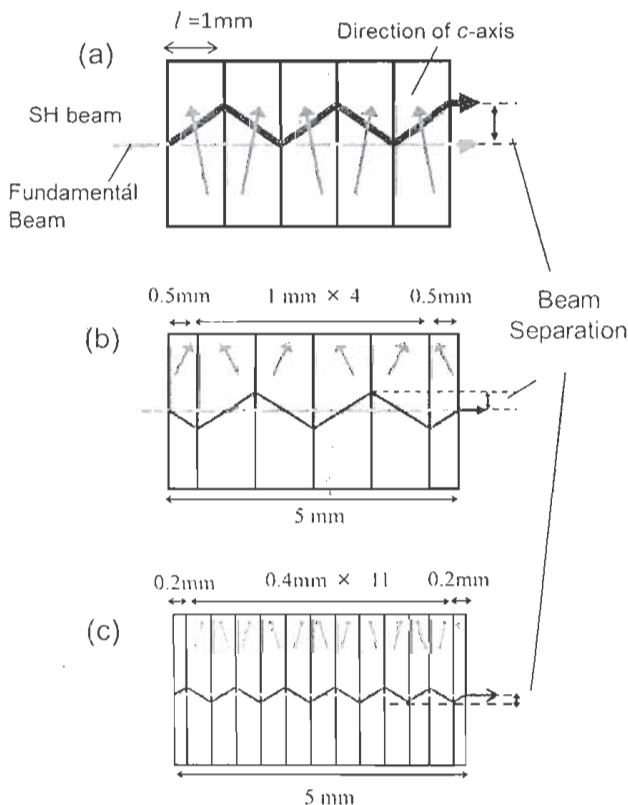 l =1mm
(a)
Direction of c-axis
SH beam
Fundamental
Beam
0.5mm
1 mm × 4
0.5mm
(b)
Beam
Separation
5 mm
0.2mm
0.4mm × 11
0.2mm
(c)
5 mm